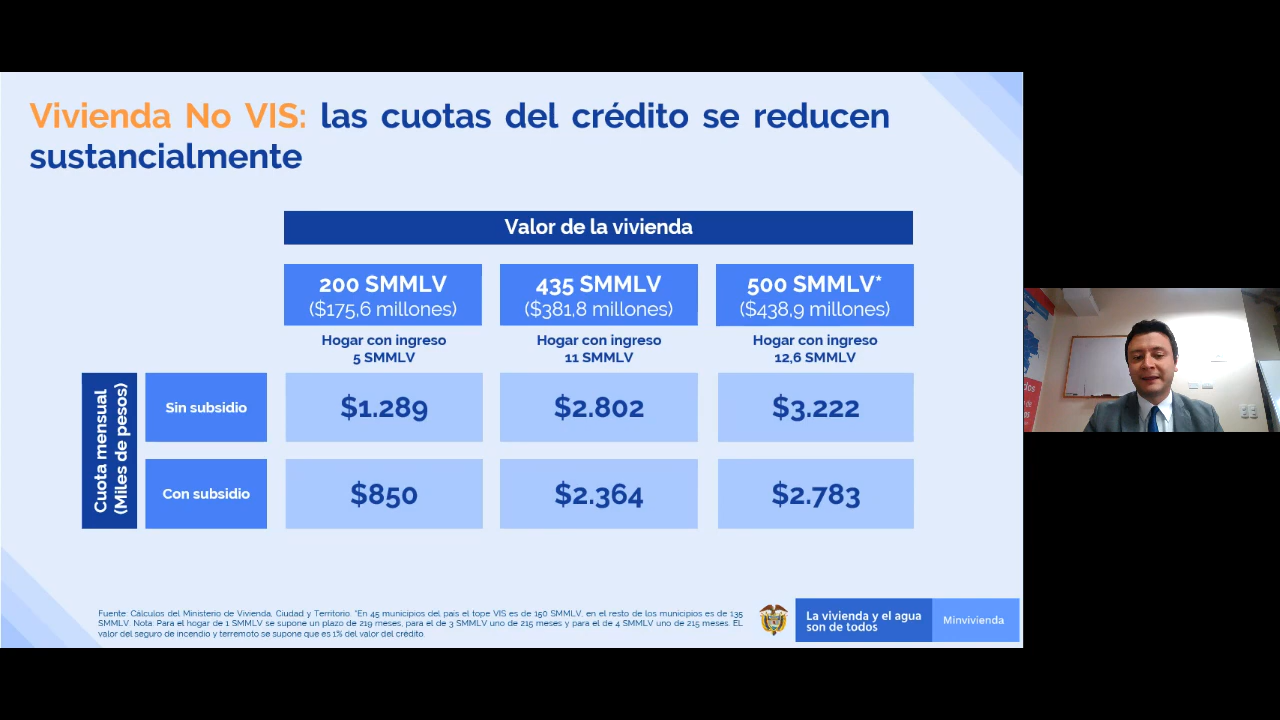 Vivienda No VIS: las cuotas del crédito se reducen
sustancialmente
Valor de la vivienda
200 SMMLV
($175,6 millones)
435 SMMLV
($381,8 millones)
500 SMMLV*
($438,9 millones)
Hogar con ingreso
5 SMMLV
Hogar con ingreso
11 SMMLV
Hogar con ingreso
12,6 SMMLV
Cuota mensual
(Miles de pesos)
Sin subsidio
$1.289
$2.802
$3.222
Con subsidio
$850
$2.364
$2.783
Fuente: Cálculos del Ministerio de Vivienda, Ciudad y Territorio. *En 45 municipios del país el tope VIS es de 150 SMMLV, en el resto de los municipios es de 135
SMMLV. Nota: Para el hogar de 1 SMMLV se supone un plazo de 219 meses, para el de 3 SMMLV uno de 215 meses y para el de 4 SMMLV uno de 215 meses. EL
valor del seguro de incendio y terremoto se supone que es 1% del valor del crédito.
La vivienda y el agua
son de todos
Minvivienda